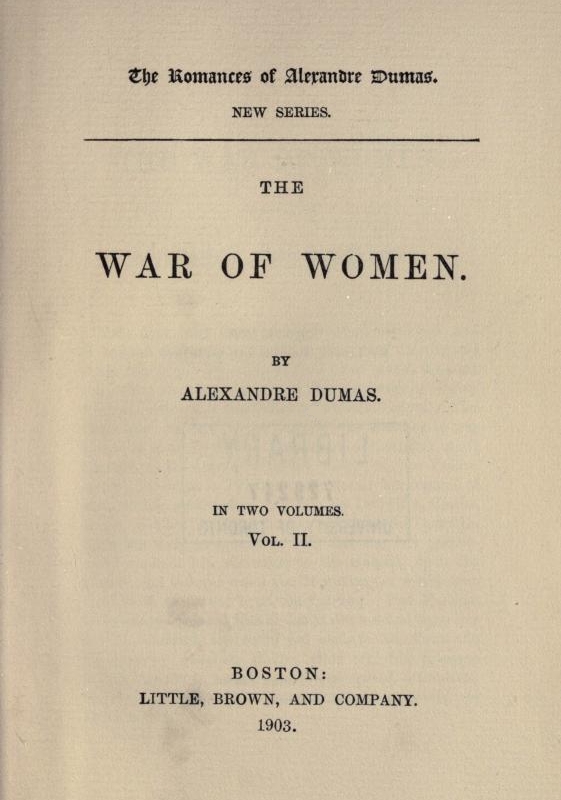 The Romances of Alexandre Dumas.
NEW SERIES.
THE
WAR OF WOMEN.
BY
ALEXANDRE DUMAS.
LIBRARY
IN TWO VOLUMES.
VOL. II.
BOSTON:
LITTLE, BROWN, AND COMPANY.
1903.